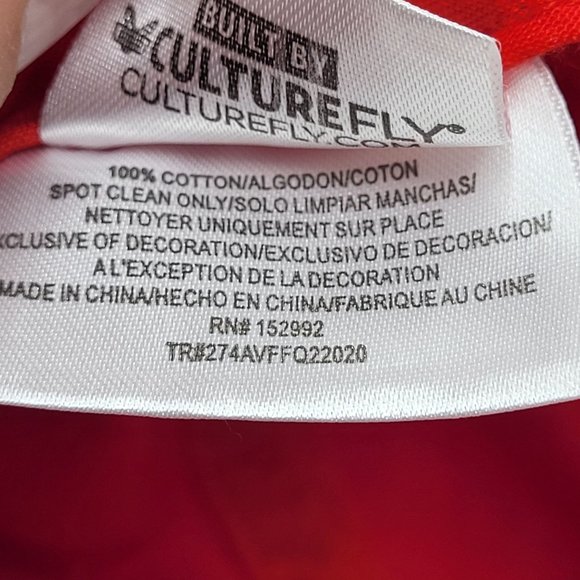 BUILT BY
CULTUREFLY
CULTUREFLY.COM
100% COTTON/ALGODON/COTON
SPOT CLEAN ONLY/SOLO LIMPIAR MANCHAS/
NETTOYER UNIQUEMENT SUR PLACE
XCLUSIVE OF DECORATION/EXCLUSIVO DE DECORACION/
A L'EXCEPTION DE LA DECORATION
MADE IN CHINA/HECHO EN CHINA/FABRIQUE AU CHINE
RN# 152992
TR#274AVFFQ22020